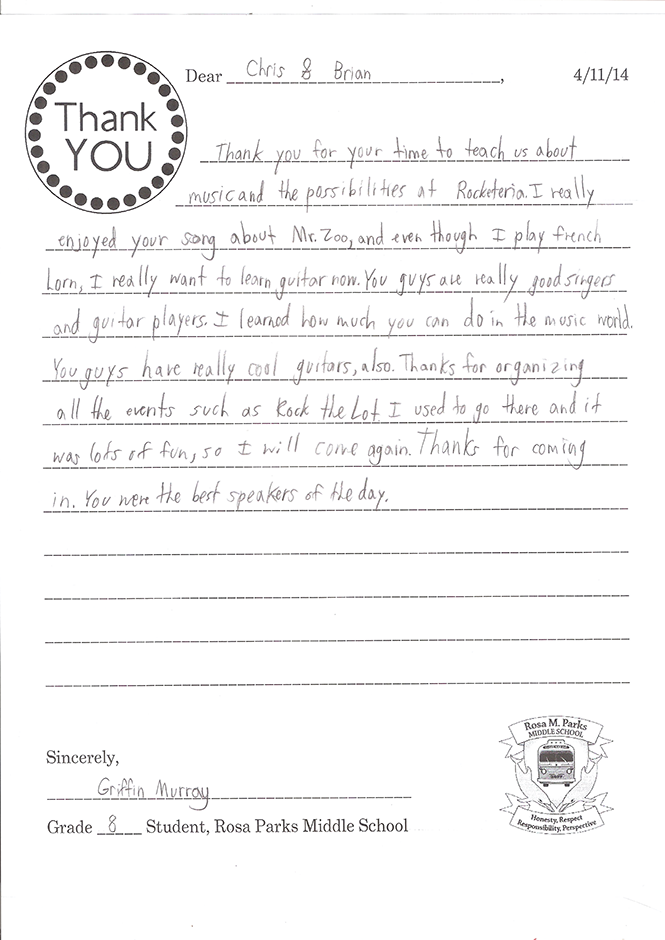 Thank
YOU
Dear Chris & Brian, 4/11/14
Thank you for your time to teach us about
music and the possibilities at Rocketeria. I really
enjoyed your song about Mr. Zoo, and even though I play french
Lorn, I really want to learn guitar now. You guys are really good singers
and guitar players. I learned how much you can do in the music world.
You guys have really cool guitars, also. Thanks for organizing
all the events such as Rock the Lot I used to go there and it
was lots of fun, so I will come again. Thanks for coming
in. You were the best speakers of the day.
Sincerely,
Griffin Murray
Grade 8 Student, Rosa Parks Middle School
Rosa M. Parks
MIDDLE SCHOOL
Honesty, Respect
Responsibility, Perspective